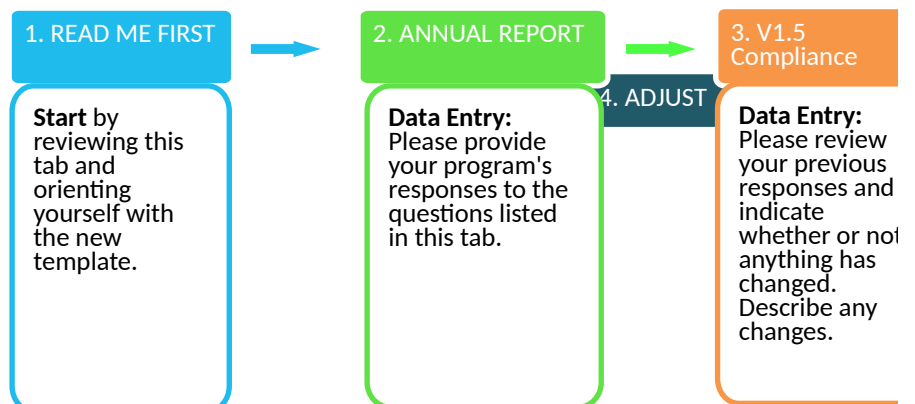 1. READ ME FIRST
Start by
reviewing this
tab and
orienting
yourself with
the new
template.
2. ANNUAL REPORT
Data Entry:
Please provide
your program's
responses to the
questions listed
in this tab.
4. ADJUST
3. V1.5
Compliance
Data Entry:
Please review
your previous
responses and
indicate
whether or not
anything has
changed.
Describe any
changes.